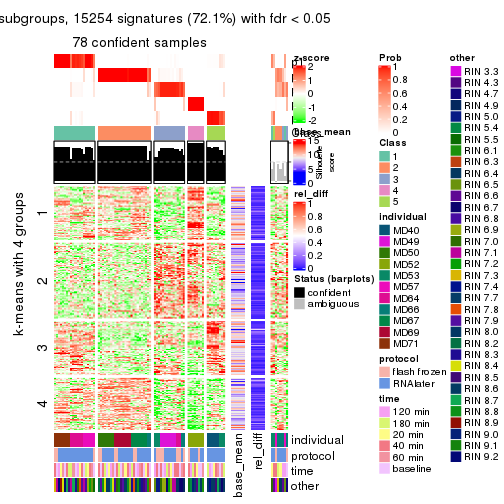 subgroups, 15254 signatures (72.1%) with fdr < 0.05
78 confident samples
z-score
2
1
0
-1
-2
base_mean
15
10
5
0
Silhouette
score
rel_diff
1
0.8
0.6
0.4
0.2
0
Status (barplots)
confident
ambiguous
k-means with 4 groups
1
2
3
4
base_mean
rel_diff
individual
protocol
time
other
Prob
1
0.8
0.6
0.4
0.2
0
Class
1
2
3
4
5
individual
MD40
MD49
MD50
MD52
MD53
MD57
MD64
MD66
MD67
MD69
MD71
protocol
flash frozen
RNAlater
time
120 min
180 min
20 min
40 min
60 min
baseline
other
RIN 3.3
RIN 4.3
RIN 4.7
RIN 4.9
RIN 5.0
RIN 5.4
RIN 5.5
RIN 6.1
RIN 6.3
RIN 6.4
RIN 6.5
RIN 6.6
RIN 6.7
RIN 6.8
RIN 6.9
RIN 7.0
RIN 7.1
RIN 7.2
RIN 7.3
RIN 7.4
RIN 7.7
RIN 7.8
RIN 7.9
RIN 8.0
RIN 8.2
RIN 8.3
RIN 8.4
RIN 8.5
RIN 8.6
RIN 8.7
RIN 8.8
RIN 8.9
RIN 9.0
RIN 9.1
RIN 9.2